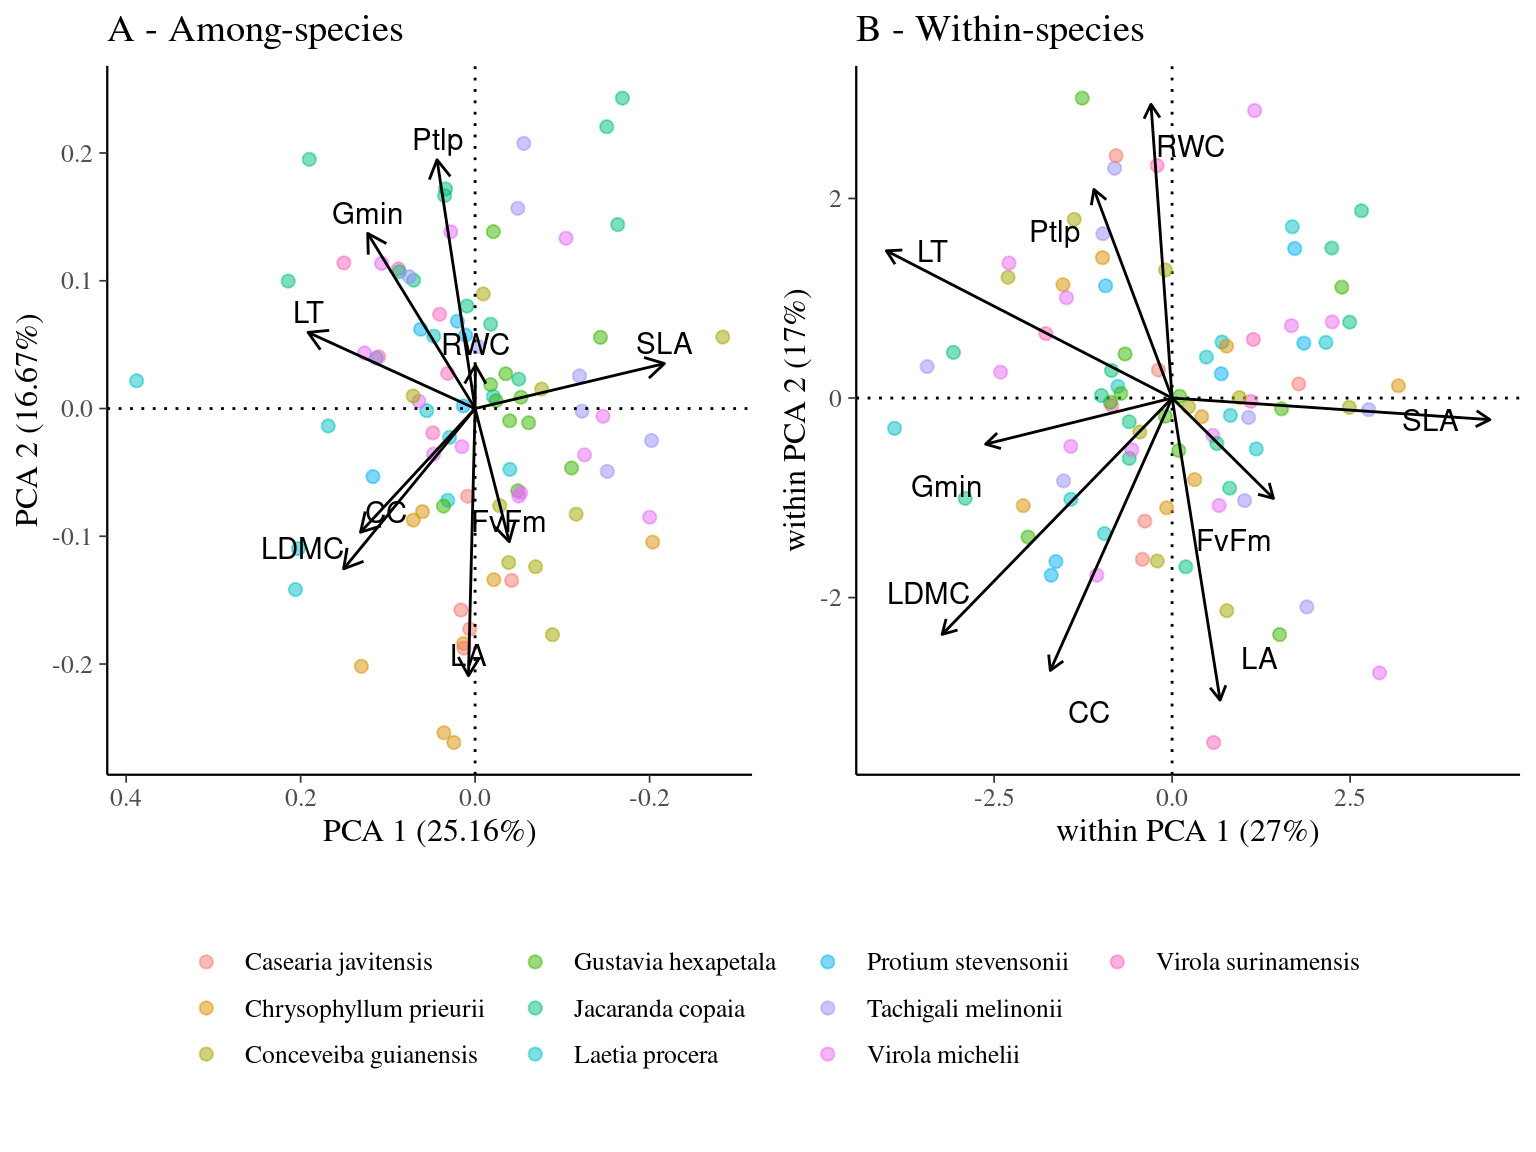 A - Among-species
B - Within-species
PCA 2 (16.67%)
0.2
0.1
0.0
-0.1
-0.2
Ptlp
Gmin
LT
RWC
SLA
CC
FvFm
LDMC
LA
0.4
0.2
0.0
-0.2
PCA 1 (25.16%)
within PCA 2 (17%)
2
0
-2
RWC
Ptlp
LT
SLA
Gmin
FvFm
LDMC
LA
CC
-2.5
0.0
2.5
within PCA 1 (27%)
Casearia javitensis
Gustavia hexapetala
Protium stevensonii
Virola surinamensis
Chrysophyllum prieurii
Jacaranda copaia
Tachigali melinonii
Conceveiba guianensis
Laetia procera
Virola michelii